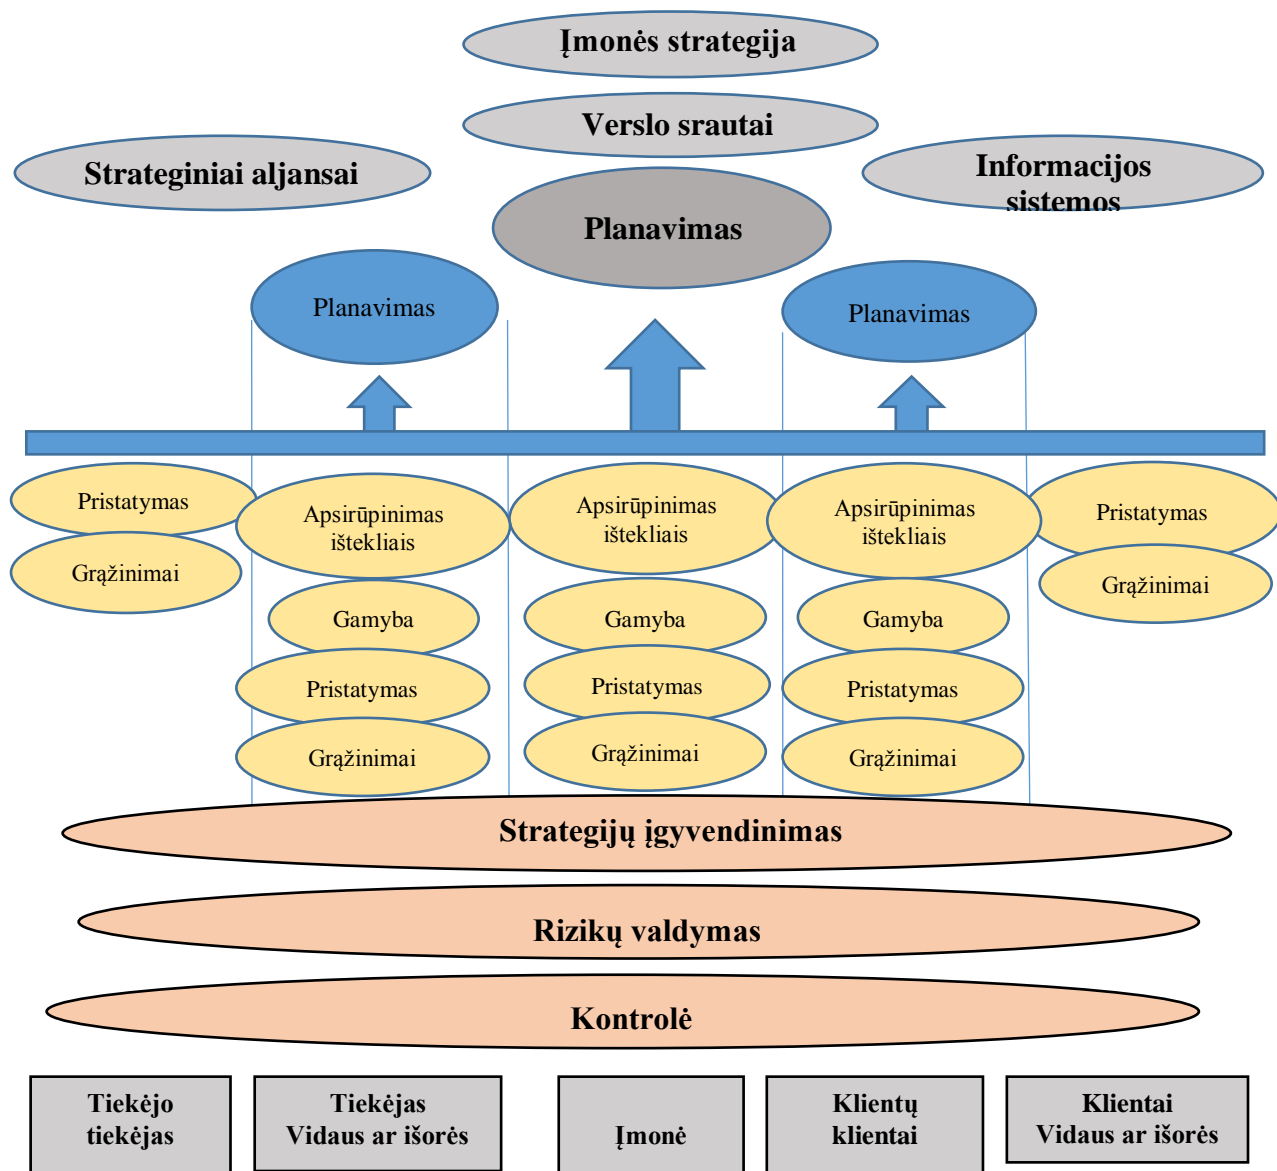 Įmonės strategija
Verslo srautai
Strateginiai aljansai
Informacijos
sistemos
Planavimas
Planavimas
Planavimas
Pristatymas
Grąžinimai
Apsirūpinimas
ištekliais
Gamyba
Pristatymas
Grąžinimai
Apsirūpinimas
ištekliais
Gamyba
Pristatymas
Grąžinimai
Apsirūpinimas
ištekliais
Gamyba
Pristatymas
Grąžinimai
Pristatymas
Grąžinimai
Strategijų įgyvendinimas
Rizikų valdymas
Kontrolė
Tiekėjo
tiekėjas
Tiekėjas
Vidaus ar išorės
Įmonė
Klientų
klientai
Klientai
Vidaus ar išorės